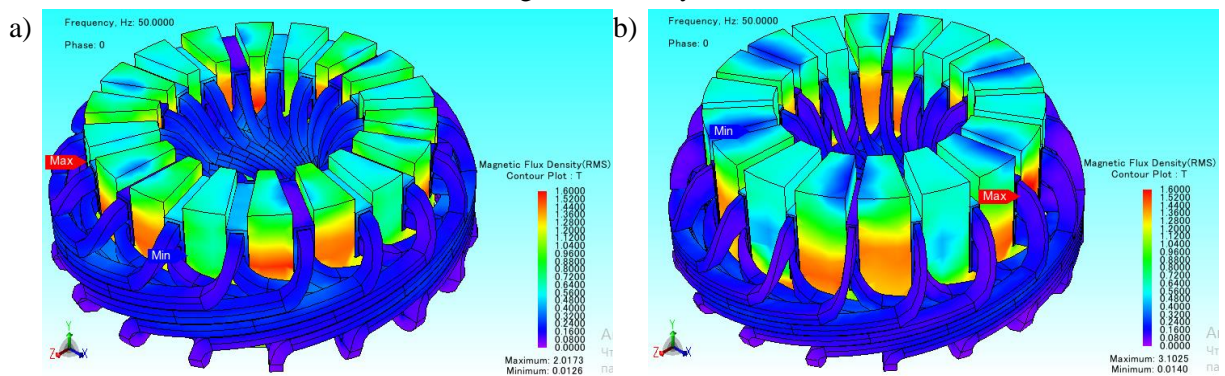 a)
Frequency, Hz: 50.0000
Phase: 0
Max
Min
Magnetic Flux Density(RMS)
Contour Plot : T
1.6000
1.5200
1.4400
1.3600
1.2800
1.2000
1.1200
1.0400
0.9600
0.8800
0.8000
0.7200
0.6400
0.5600
0.4800
0.4000
0.3200
0.2400
0.1600
0.0800
0.0000
Y
Z
X
Maximum: 2.0173
Minimum: 0.0126
b)
Frequency, Hz: 50.0000
Phase: 0
Min
Max
Magnetic Flux Density(RMS)
Contour Plot : T
1.6000
1.5200
1.4400
1.3600
1.2800
1.2000
1.1200
1.0400
0.9600
0.8800
0.8000
0.7200
0.6400
0.5600
0.4800
0.4000
0.3200
0.2400
0.1600
0.0800
0.0000
Y
Z
X
Maximum: 3.1025
Minimum: 0.0140